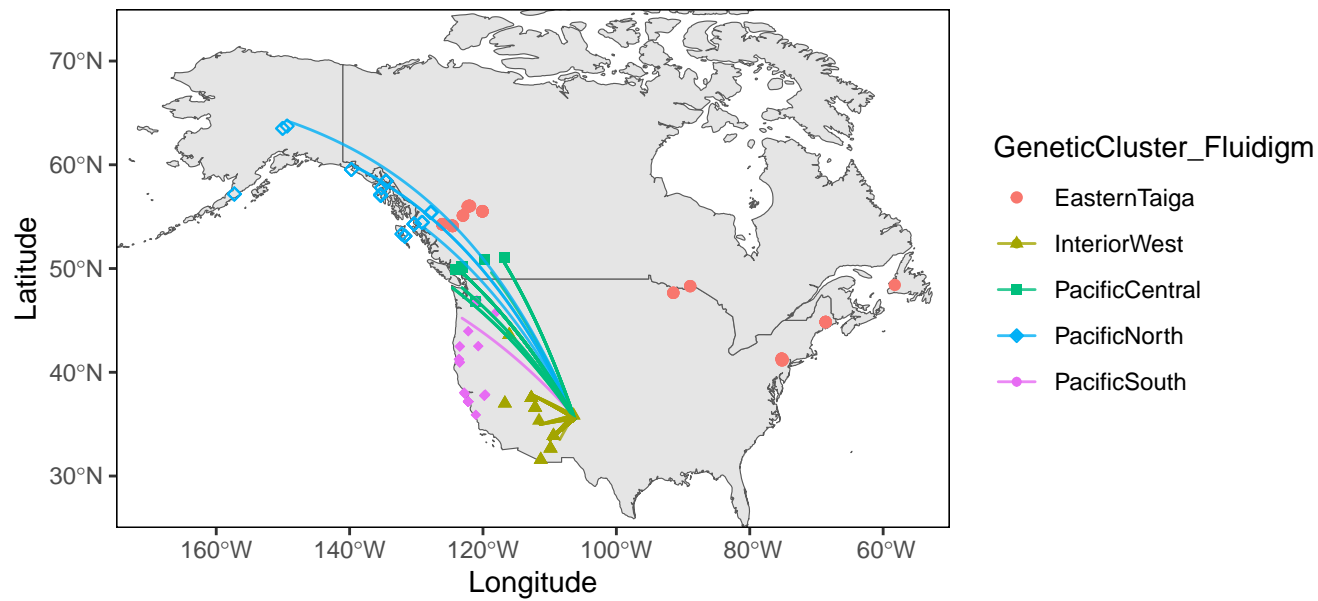 70°N
60°N
50°N
40°N
30°N
Latitude
160°W
140°W
120°W
100°W
80°W
60°W
Longitude
GeneticCluster_Fluidigm
EasternTaiga
InteriorWest
PacificCentral
PacificNorth
PacificSouth